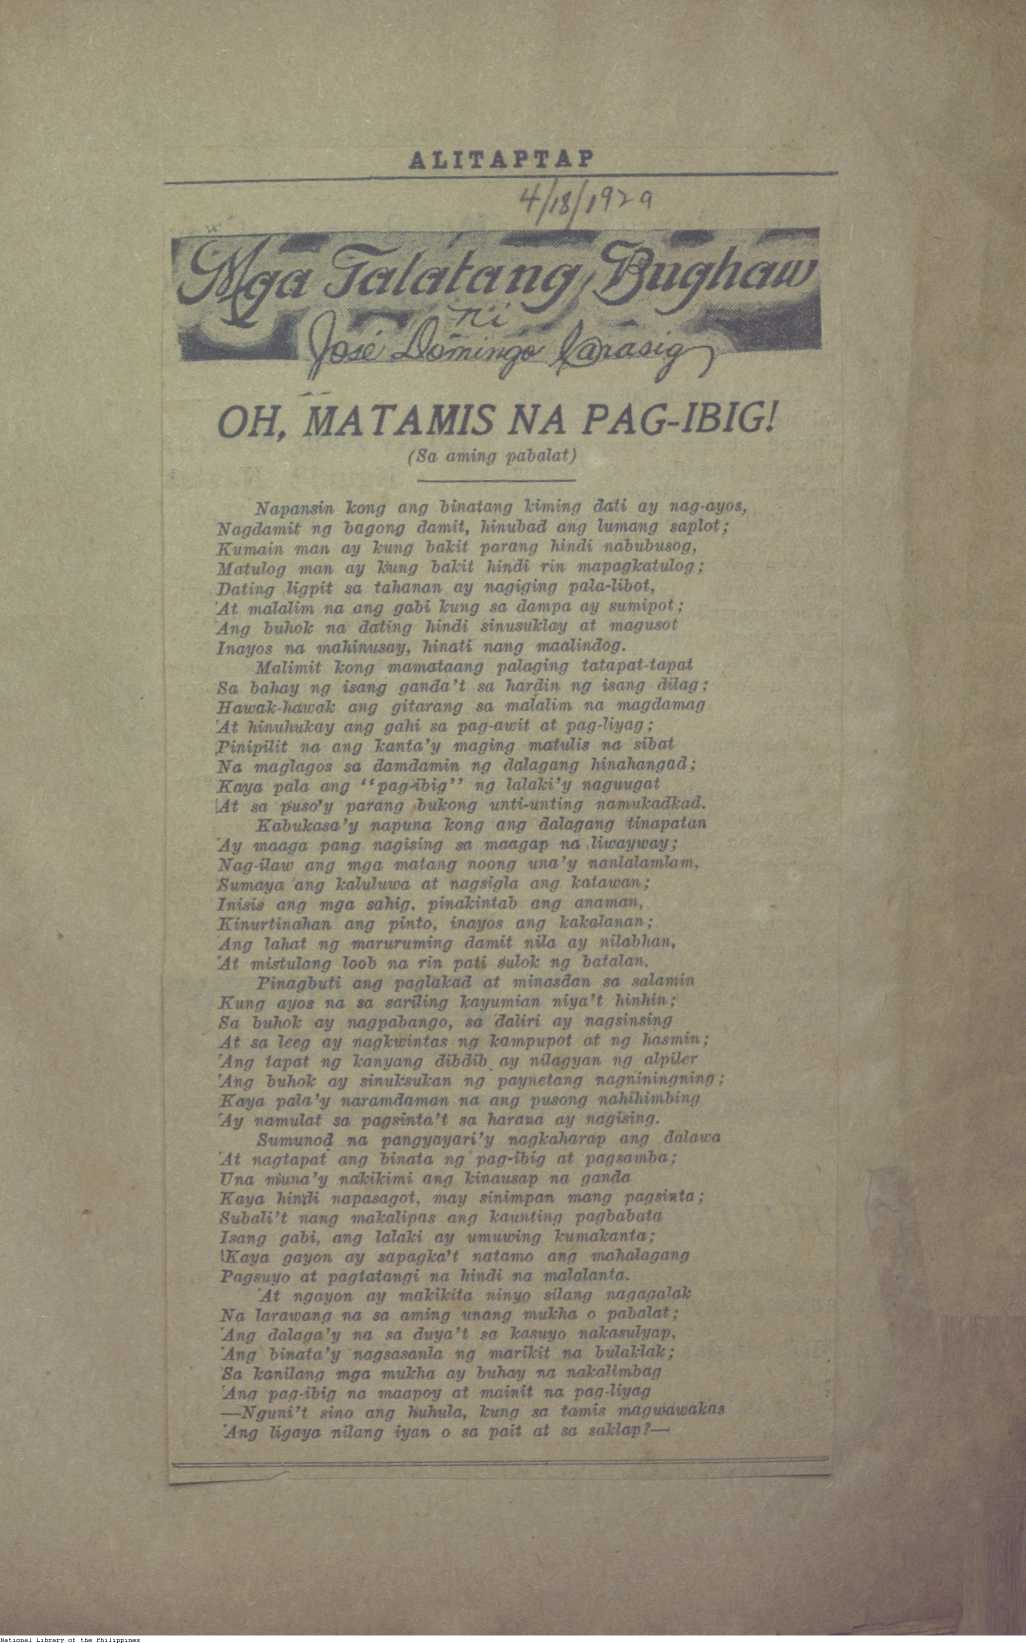 ALITAPTAP
4/18/1929
Mga Talatang Bughaw
ni
José Domingo Karasig
OH, MATAMIS NA PAG-IBIG!
(Sa aming pabalat)
Napansin kong ang binatang kiming dati ay nag-ayos,
Nagdamit ng bagong damit, hinubad ang lumang saplot;
Kumain man ay kung bakit parang hindi nabubusog,
Matulog man ay kung bakit hindi rin mapagkatulog;
Dating ligpit sa tahanan ay nagiging pala-libot,
At malalim na ang gabi kung sa dampa ay sumipot;
Ang buhok na dating hindi sinusuklay at magusot
Inayos na mahinusay, hinati nang maalindog.
Malimit kong mamataang palaging tatapat-tapat
Sa bahay ng isang ganda't sa hardin ng isang dilag;
Hawak-hawak ang gitarang sa malalim na magdamag
At hinuhukay ang gahi sa pag-awit at pag-liyag;
Pinipilit na ang kanta'y maging matulis na sibat
Na maglagos sa damdamin ng dalagang hinahangad;
Kaya pala ang "pag-ibig" ng lalaki'y naguugat
At sa puso'y parang bukong unti-unting namukadkad.
Kabukasa'y napuna kong ang dalagang tinapatan
Ay maaga pang nagising sa maagap na liwayway;
Nag-ilaw ang mga matang noong una'y nanlalamlam,
Sumaya ang kaluluwa at nagsigla ang katawan;
Inisis ang mga sahig, pinakintab ang anaman,
Kinurtinahan ang pinto, inayos ang kakalanan;
Ang lahat ng maruruming damit nila ay nilabhan,
At mistulang loob na rin pati sulok ng batalan.
Pinagbuti ang paglakad at minasdan sa salamin
Kung ayos na sa sariling kayumian niya't hinhin;
Sa buhok ay nagpabango, sa daliri ay nagsinsing
At sa leeg ay nagkwintas ng kampupot at ng hasmin;
Ang tapat ng kanyang dibdib ay nilagyan ng alpiler
Ang buhok ay sinuksukan ng paynetang nagniningning;
Kaya pala'y naramdaman na ang pusong nahihimbing
Ay namulat sa pagsinta't sa harana ay nagising.
Sumunod na pangyayari'y nagkaharap ang dalawa
At nagtapat ang binata ng pag-ibig at pagsamba;
Una muna'y nakikimi ang kinausap na ganda
Kaya hindi napasagot, may sinimpan mang pagsinta;
Subali't nang makalipas ang kaunting pagbabata
Isang gabi, ang lalaki ay umuwing kumakanta;
Kaya gayon ay sapagka't natamo ang mahalagang
Pagsuyo at pagtatangi na hindi na malalanta.
At ngayon ay makikita ninyo silang nagagalak
Na larawang na sa aming unang mukha o pabalat;
Ang dalaga'y na sa duya't sa kasuyo nakasulyap,
Ang binata'y nagsasanla ng marikit na bulaklak;
Sa kanilang mga mukha ay buhay na nakalimbag
Ang pag-ibig na maapoy at mainit na pag-liyag
—Nguni't sino ang huhula, kung sa tamis magwawakas
Ang ligaya nilang iyan o sa pait at sa saklap?—
National Library of the Philippines